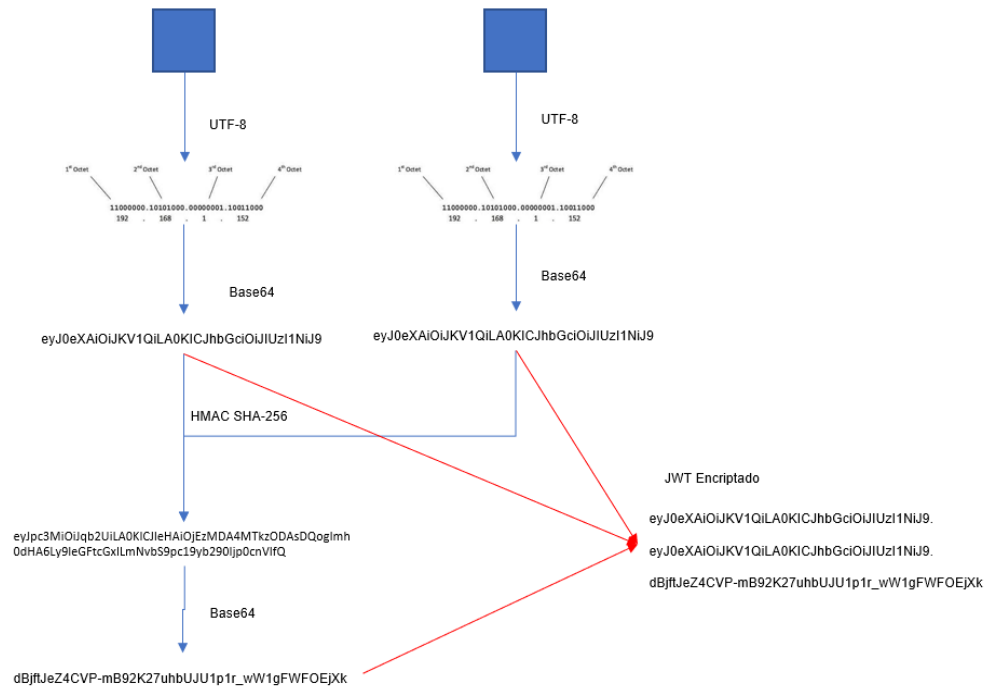 UTF-8
UTF-8
1st Octet 2nd Octet 3rd Octet 4th Octet
11000000.10101000.00000001.10011000
192 . 168 . 1 . 152
1st Octet 2nd Octet 3rd Octet 4th Octet
11000000.10101000.00000001.10011000
192 . 168 . 1 . 152
Base64
Base64
eyJ0eXAiOiJKV1QiLA0KICJhbGciOiJIUzI1NiJ9
eyJ0eXAiOiJKV1QiLA0KICJhbGciOiJIUzI1NiJ9
HMAC SHA-256
JWT Encriptado
eyJ0eXAiOiJKV1QiLA0KICJhbGciOiJIUzI1NiJ9.
eyJ0eXAiOiJKV1QiLA0KICJhbGciOiJIUzI1NiJ9.
dBjftJeZ4CVP-mB92K27uhbUJU1p1r_wW1gFWFOEjXk
eyJpc3MiOiJqb2UiLA0KICJleHAiOjEzMDA4MTkzODAsDQogImh
0dHA6Ly9leGFtcGxlLmNvbS9pc19yb290Ijp0cnVlfQ
Base64
dBjftJeZ4CVP-mB92K27uhbUJU1p1r_wW1gFWFOEjXk